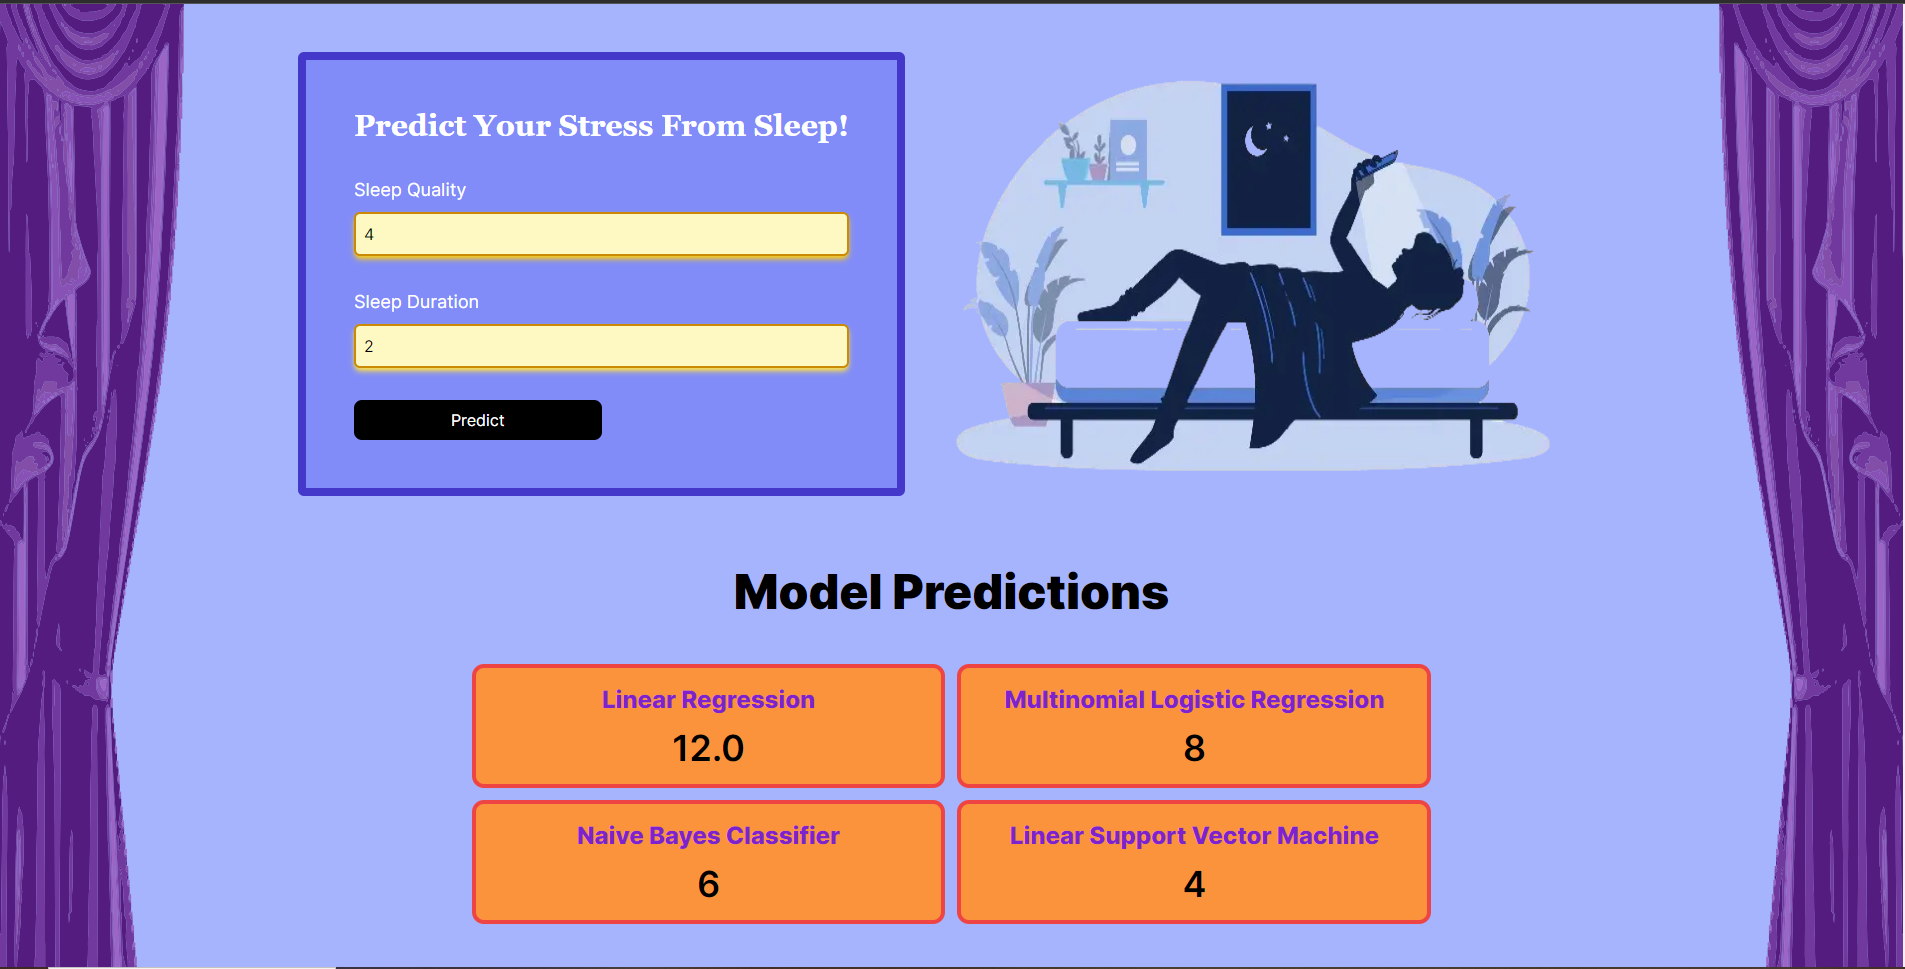 Predict Your Stress From Sleep!
Sleep Quality
4
Sleep Duration
2
Predict
Model Predictions
Linear Regression
12.0
Multinomial Logistic Regression
8
Naive Bayes Classifier
6
Linear Support Vector Machine
4